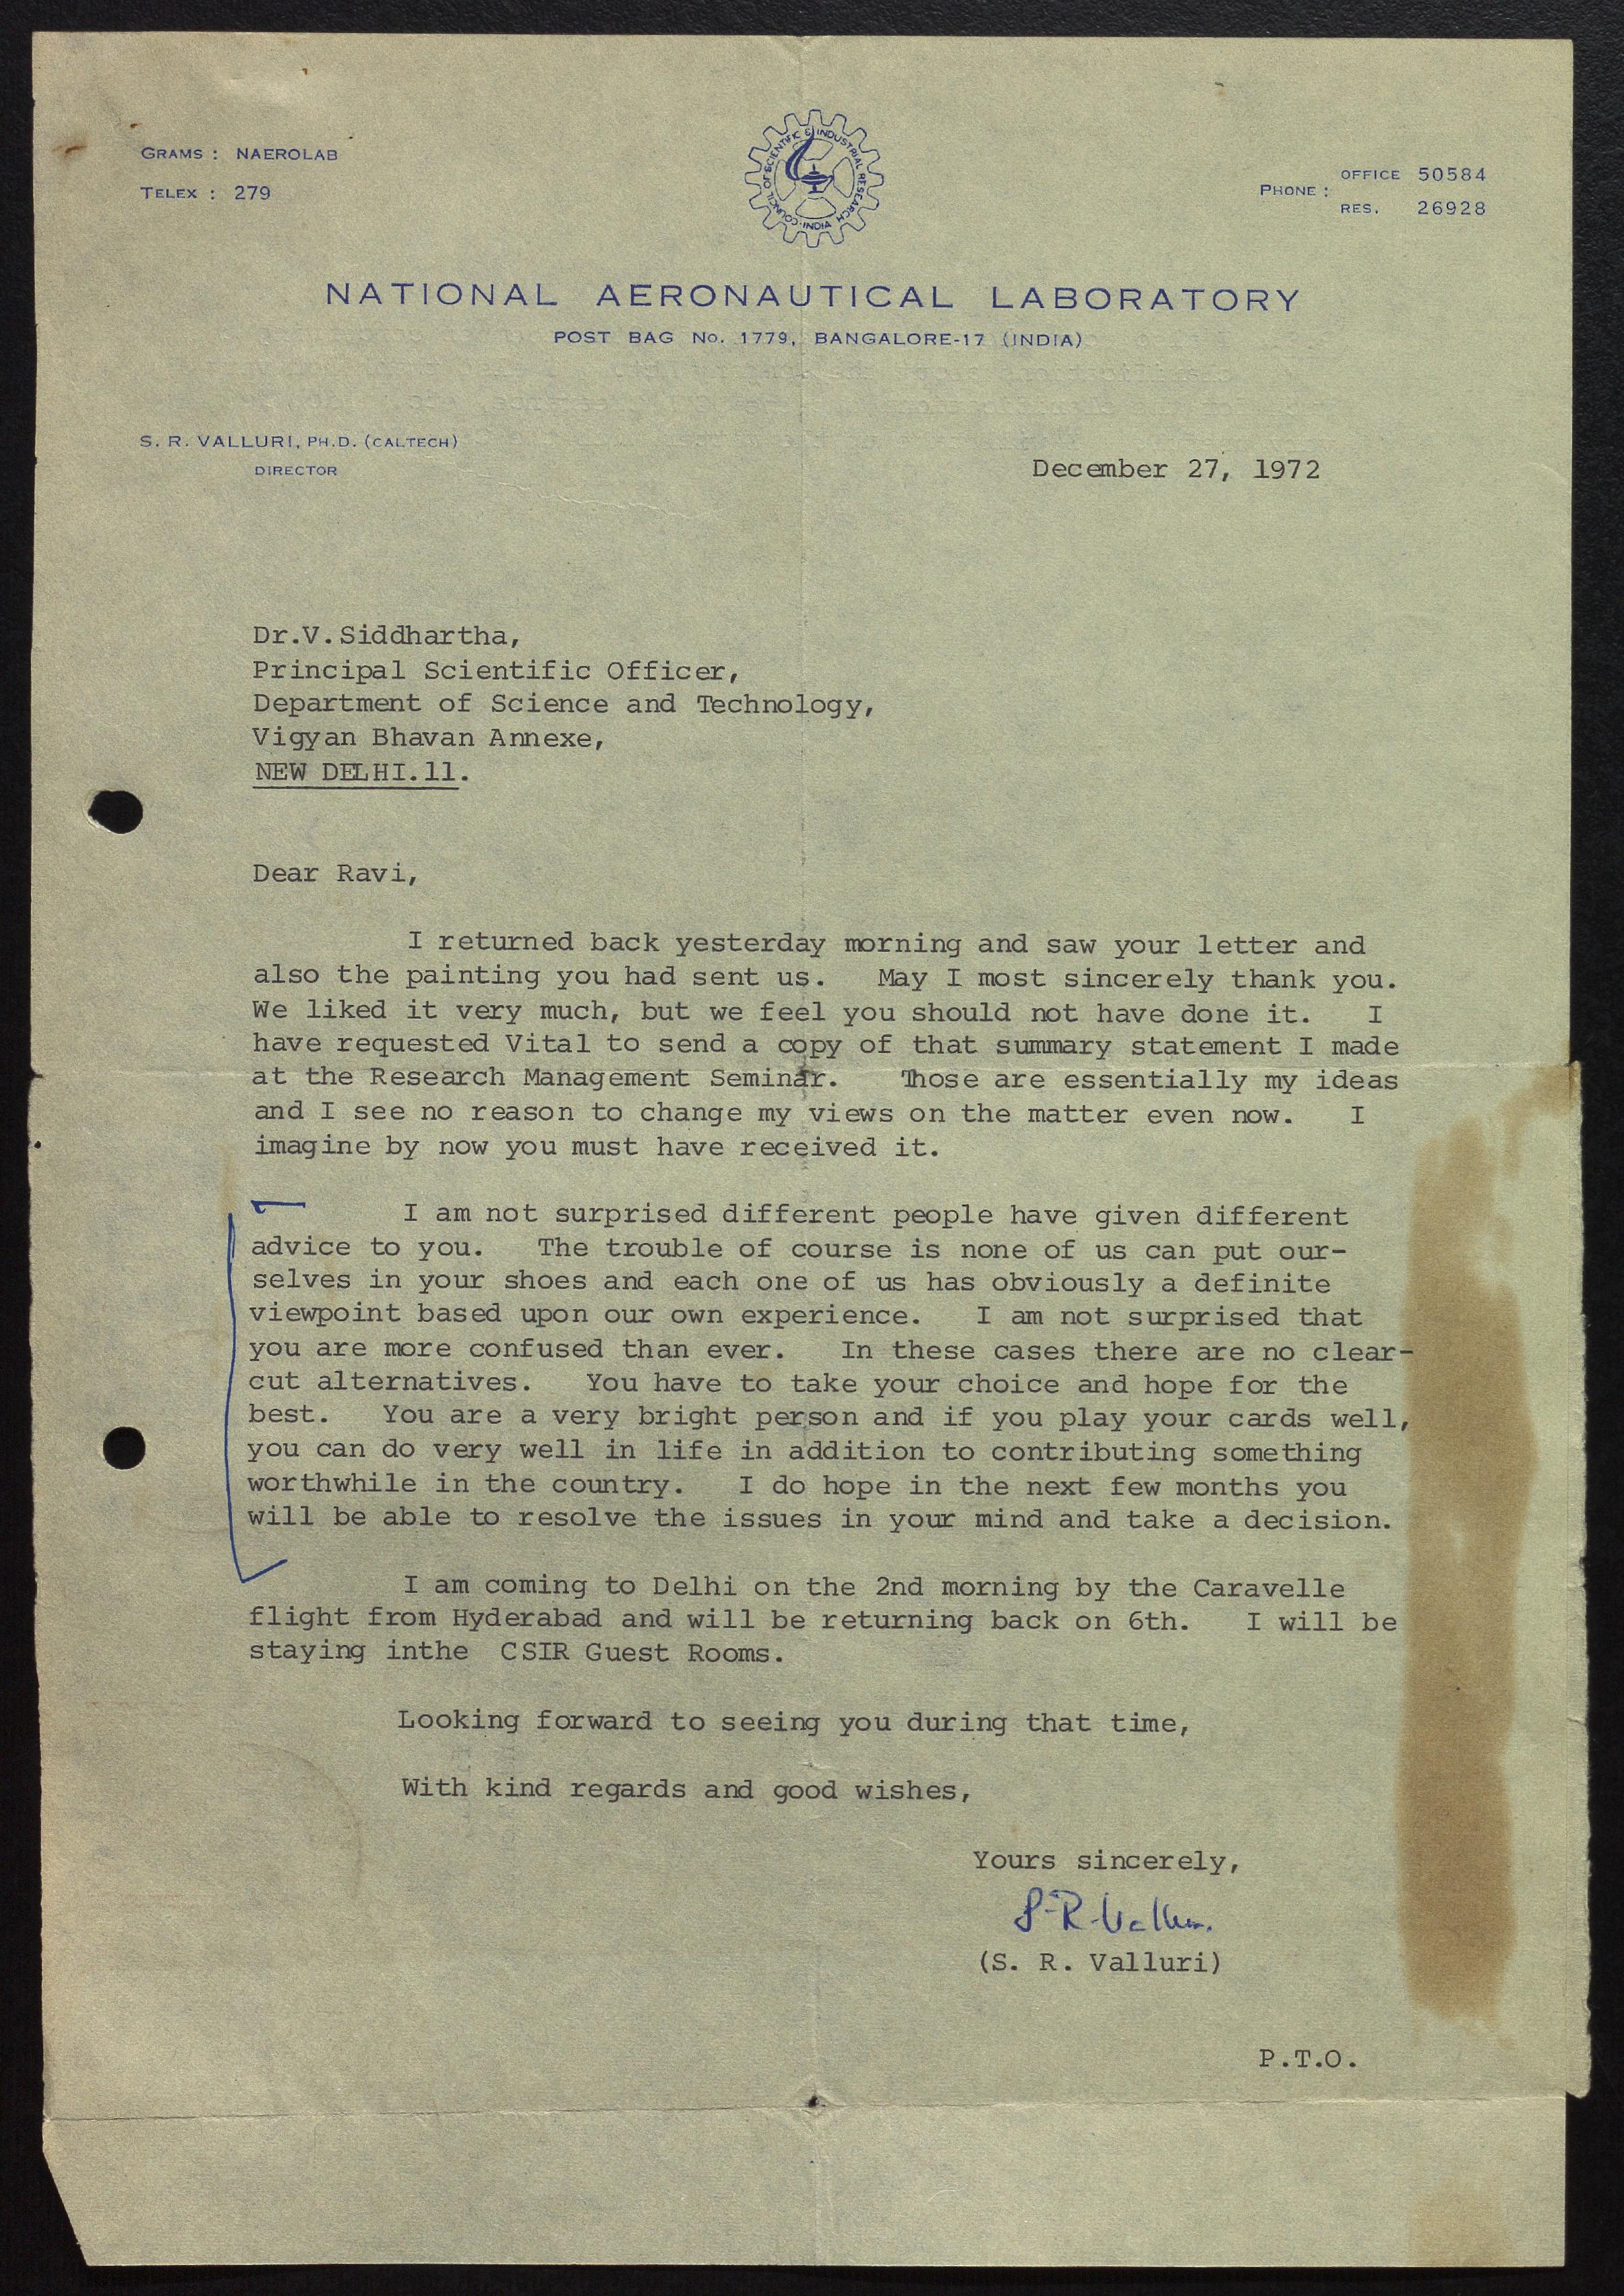 GRAMS : NAEROLAB
TELEX : 279
COUNCIL OF SCIENTIFIC & INDUSTRIAL RESEARCH · INDIA ·
PHONE : OFFICE 50584
RES. 26928
NATIONAL AERONAUTICAL LABORATORY
POST BAG No. 1779, BANGALORE-17 (INDIA)
S. R. VALLURI, PH.D. (CALTECH)
DIRECTOR
December 27, 1972
Dr.V.Siddhartha,
Principal Scientific Officer,
Department of Science and Technology,
Vigyan Bhavan Annexe,
NEW DELHI.11.
Dear Ravi,
I returned back yesterday morning and saw your letter and
also the painting you had sent us. May I most sincerely thank you.
We liked it very much, but we feel you should not have done it. I
have requested Vital to send a copy of that summary statement I made
at the Research Management Seminar. Those are essentially my ideas
and I see no reason to change my views on the matter even now. I
imagine by now you must have received it.
I am not surprised different people have given different
advice to you. The trouble of course is none of us can put our-
selves in your shoes and each one of us has obviously a definite
viewpoint based upon our own experience. I am not surprised that
you are more confused than ever. In these cases there are no clear-
cut alternatives. You have to take your choice and hope for the
best. You are a very bright person and if you play your cards well,
you can do very well in life in addition to contributing something
worthwhile in the country. I do hope in the next few months you
will be able to resolve the issues in your mind and take a decision.
I am coming to Delhi on the 2nd morning by the Caravelle
flight from Hyderabad and will be returning back on 6th. I will be
staying inthe CSIR Guest Rooms.
Looking forward to seeing you during that time,
With kind regards and good wishes,
Yours sincerely,
S-R-Valluri
(S. R. Valluri)
P.T.O.